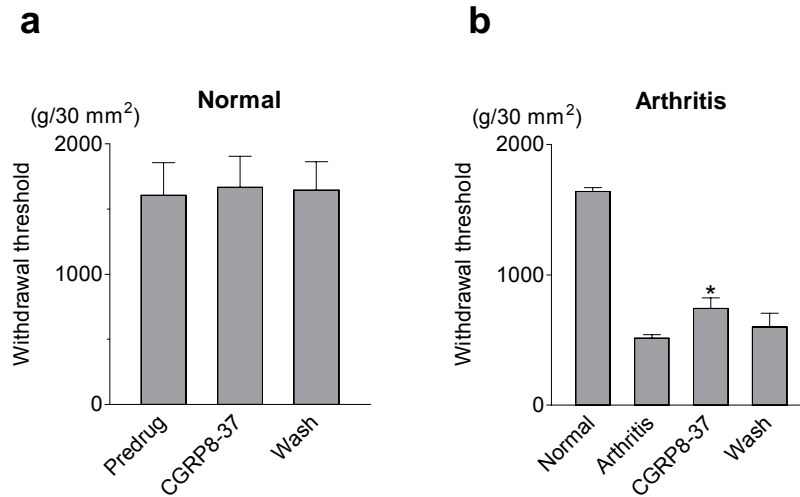 a
Normal
(g/30 mm²)
Withdrawal threshold
2000
1000
0
Predrug
CGRP8-37
Wash
b
Arthritis
(g/30 mm²)
Withdrawal threshold
2000
1000
0
*
Normal
Arthritis
CGRP8-37
Wash